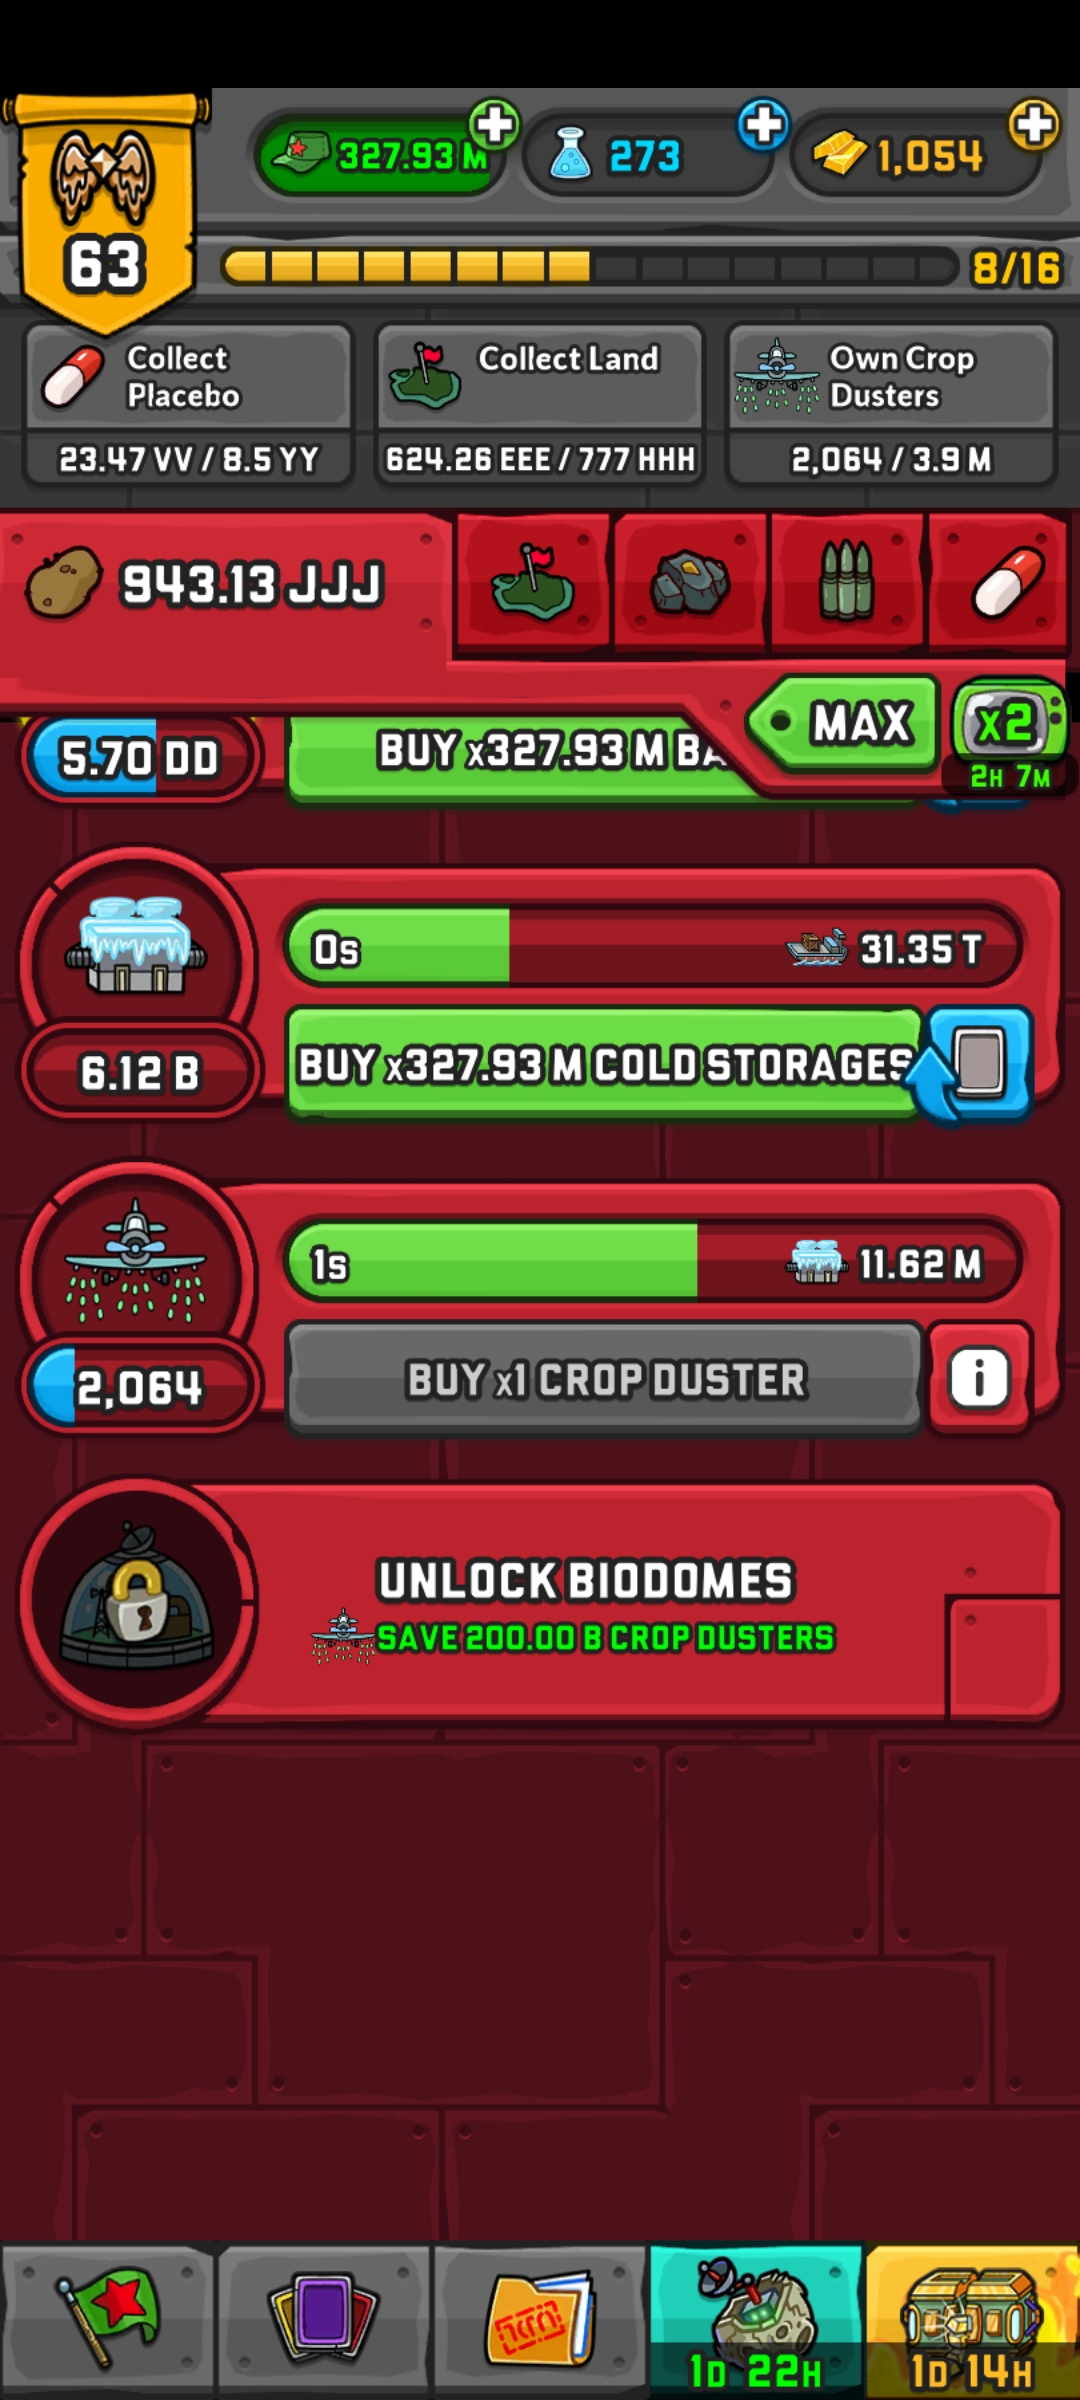 327.93 M
273
1,054
63
8/16
Collect
Placebo
Collect Land
Own Crop
Dusters
23.47 VV / 8.5 YY
624.26 EEE / 777 HHH
2,064 / 3.9 M
943.13 JJJ
MAX
X2
2H 7M
5.70 DD
BUY x327.93 M BA
0s
31.35 T
6.12 B
BUY x327.93 M COLD STORAGES
1s
11.62 M
2,064
BUY x1 CROP DUSTER
i
UNLOCK BIODOMES
SAVE 200.00 B CROP DUSTERS
1D 22H
1D 14H